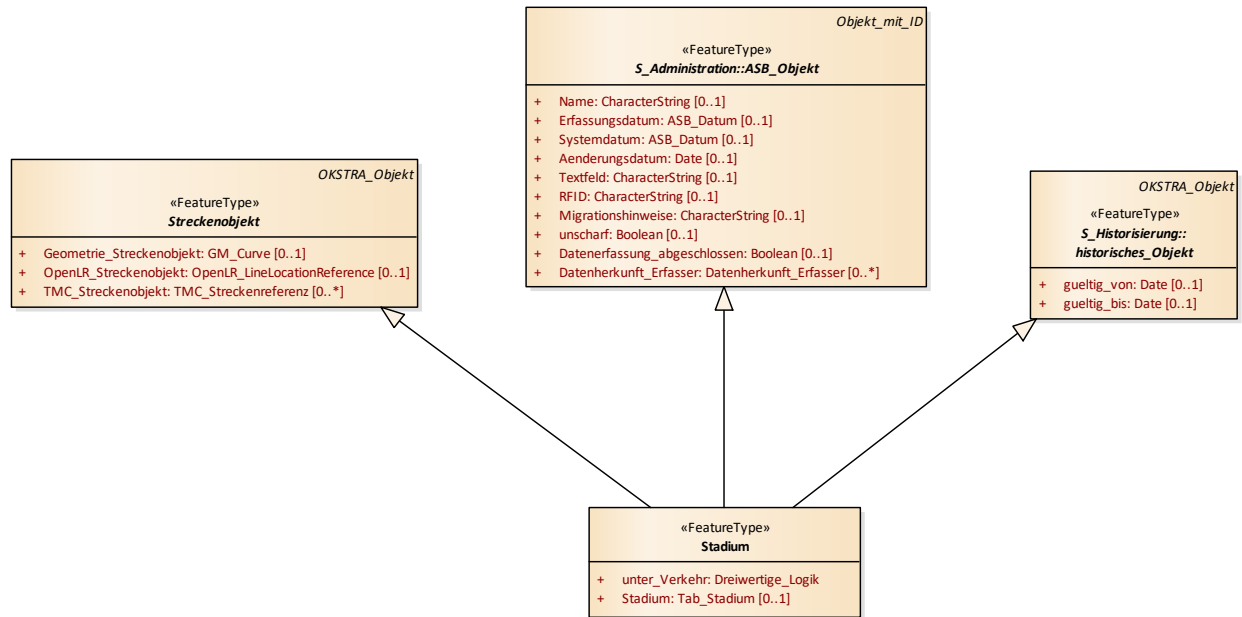 Objekt_mit_ID
«FeatureType»
S_Administration::ASB_Objekt
+ Name: CharacterString [0..1]
+ Erfassungsdatum: ASB_Datum [0..1]
+ Systemdatum: ASB_Datum [0..1]
+ Aenderungsdatum: Date [0..1]
+ Textfeld: CharacterString [0..1]
+ RFID: CharacterString [0..1]
+ Migrationshinweise: CharacterString [0..1]
+ unscharf: Boolean [0..1]
+ Datenerfassung_abgeschlossen: Boolean [0..1]
+ Datenherkunft_Erfasser: Datenherkunft_Erfasser [0..*]
OKSTRA_Objekt
«FeatureType»
Streckenobjekt
+ Geometrie_Streckenobjekt: GM_Curve [0..1]
+ OpenLR_Streckenobjekt: OpenLR_LineLocationReference [0..1]
+ TMC_Streckenobjekt: TMC_Streckenreferenz [0..*]
OKSTRA_Objekt
«FeatureType»
S_Historisierung::
historisches_Objekt
+ gueltig_von: Date [0..1]
+ gueltig_bis: Date [0..1]
«FeatureType»
Stadium
+ unter_Verkehr: Dreiwertige_Logik
+ Stadium: Tab_Stadium [0..1]